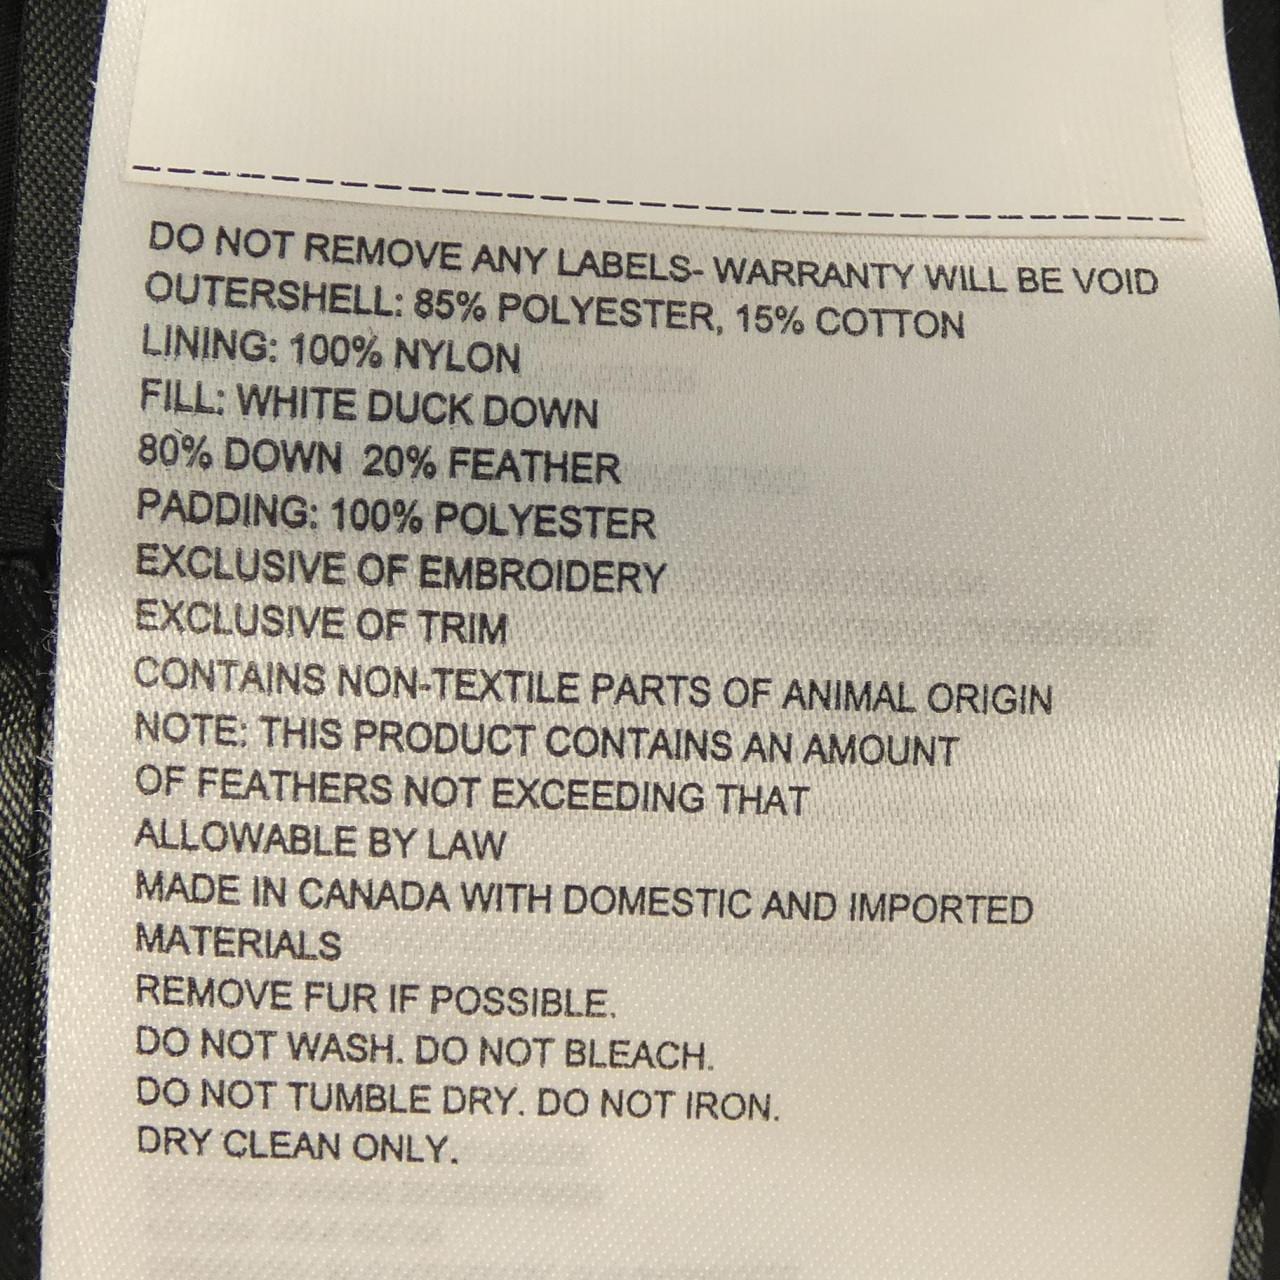 DO NOT REMOVE ANY LABELS- WARRANTY WILL BE VOID
OUTERSHELL: 85% POLYESTER, 15% COTTON
LINING: 100% NYLON
FILL: WHITE DUCK DOWN
80% DOWN 20% FEATHER
PADDING: 100% POLYESTER
EXCLUSIVE OF EMBROIDERY
EXCLUSIVE OF TRIM
CONTAINS NON-TEXTILE PARTS OF ANIMAL ORIGIN
NOTE: THIS PRODUCT CONTAINS AN AMOUNT
OF FEATHERS NOT EXCEEDING THAT
ALLOWABLE BY LAW
MADE IN CANADA WITH DOMESTIC AND IMPORTED
MATERIALS
REMOVE FUR IF POSSIBLE.
DO NOT WASH. DO NOT BLEACH.
DO NOT TUMBLE DRY. DO NOT IRON.
DRY CLEAN ONLY.